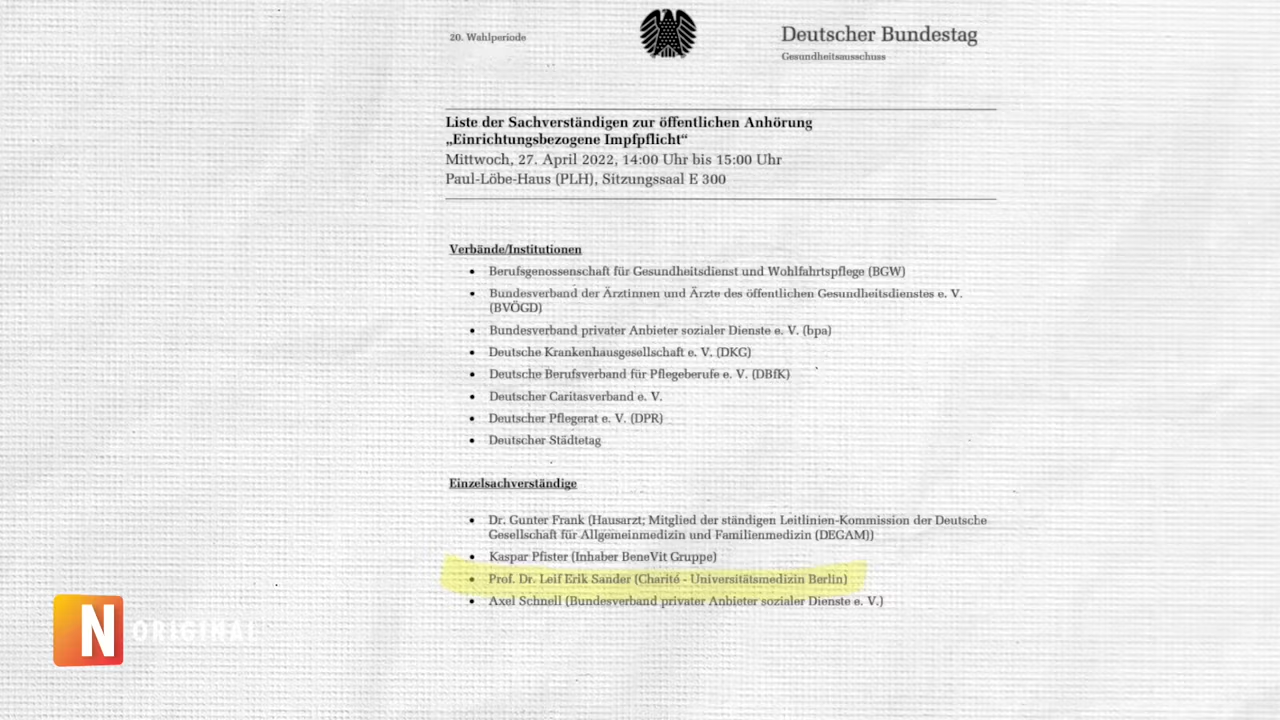 20. Wahlperiode
Deutscher Bundestag
Gesundheitsausschuss
Liste der Sachverständigen zur öffentlichen Anhörung
„Einrichtungsbezogene Impfpflicht“
Mittwoch, 27. April 2022, 14:00 Uhr bis 15:00 Uhr
Paul-Löbe-Haus (PLH), Sitzungssaal E 300
Verbände/Institutionen
• Berufsgenossenschaft für Gesundheitsdienst und Wohlfahrtspflege (BGW)
• Bundesverband der Ärztinnen und Ärzte des öffentlichen Gesundheitsdienstes e. V.
(BVÖGD)
• Bundesverband privater Anbieter sozialer Dienste e. V. (bpa)
• Deutsche Krankenhausgesellschaft e. V. (DKG)
• Deutsche Berufsverband für Pflegeberufe e. V. (DBfK)
• Deutscher Caritasverband e. V.
• Deutscher Pflegerat e. V. (DPR)
• Deutscher Städtetag
Einzelsachverständige
• Dr. Gunter Frank (Hausarzt; Mitglied der ständigen Leitlinien-Kommission der Deutsche
Gesellschaft für Allgemeinmedizin und Familienmedizin (DEGAM))
• Kaspar Pfister (Inhaber BeneVit Gruppe)
• Prof. Dr. Leif Erik Sander (Charité - Universitätsmedizin Berlin)
• Axel Schnell (Bundesverband privater Anbieter sozialer Dienste e. V.)
N ORIGINAL